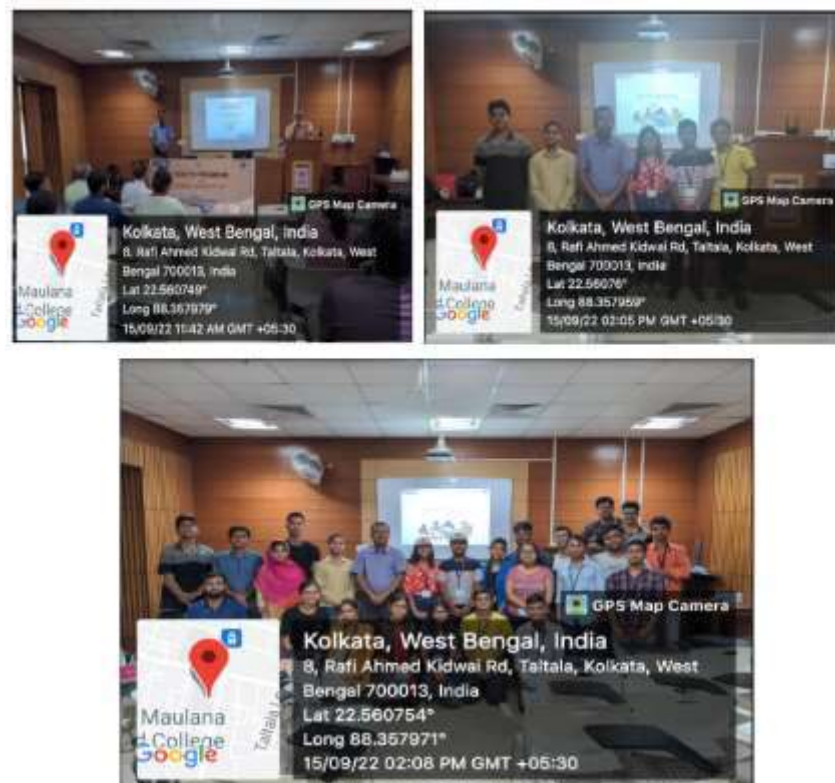 GPS Map Camera
Kolkata, West Bengal, India
8, Rafi Ahmed Kidwai Rd, Taltala, Kolkata, West
Bengal 700013, India
Lat 22.560749°
Long 88.357979°
15/09/22 11:42 AM GMT +05:30
Maulana
d College
Google
GPS Map Camera
Kolkata, West Bengal, India
8, Rafi Ahmed Kidwai Rd, Taltala, Kolkata, West
Bengal 700013, India
Lat 22.56076°
Long 88.357959°
15/09/22 02:05 PM GMT +05:30
Maulana
d College
Google
GPS Map Camera
Kolkata, West Bengal, India
8, Rafi Ahmed Kidwai Rd, Taltala, Kolkata, West
Bengal 700013, India
Lat 22.560754°
Long 88.357971°
15/09/22 02:08 PM GMT +05:30
Maulana
d College
Google